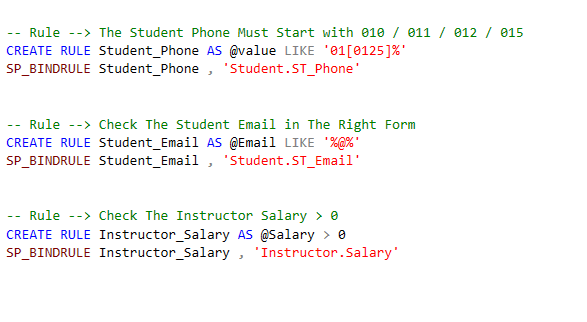 -- Rule --> The Student Phone Must Start with 010 / 011 / 012 / 015
CREATE RULE Student_Phone AS @value LIKE '01[0125]%'
SP_BINDRULE Student_Phone , 'Student.ST_Phone'
-- Rule --> Check The Student Email in The Right Form
CREATE RULE Student_Email AS @Email LIKE '%@%'
SP_BINDRULE Student_Email , 'Student.ST_Email'
-- Rule --> Check The Instructor Salary > 0
CREATE RULE Instructor_Salary AS @Salary > 0
SP_BINDRULE Instructor_Salary , 'Instructor.Salary'